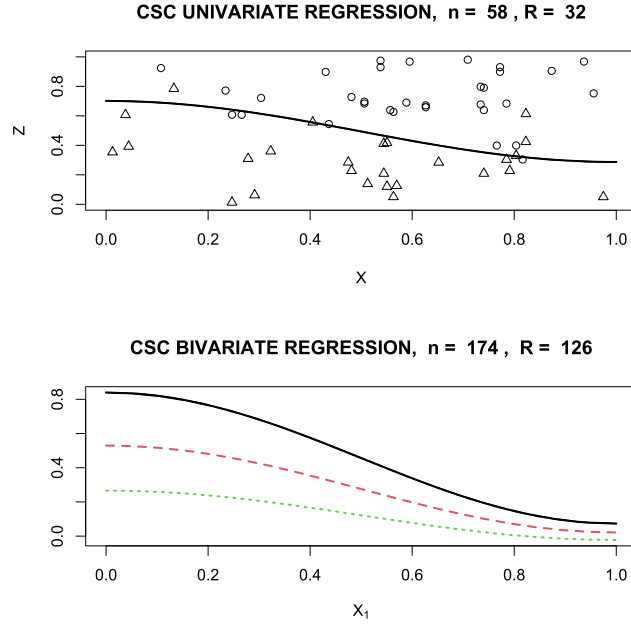 CSC UNIVARIATE REGRESSION, n = 58 , R = 32
Z
0.8
0.4
0.0
0.0 0.2 0.4 0.6 0.8 1.0
X
CSC BIVARIATE REGRESSION, n = 174 , R = 126
0.8
0.4
0.0
0.0 0.2 0.4 0.6 0.8 1.0
X₁